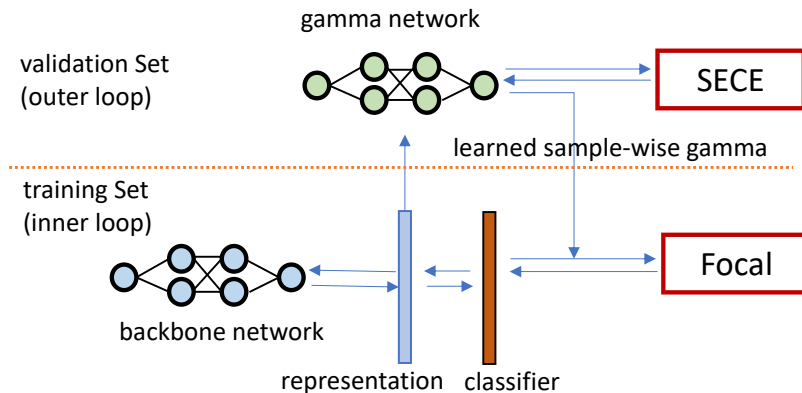 gamma network
validation Set
(outer loop)
SECE
learned sample-wise gamma
training Set
(inner loop)
Focal
backbone network
representation
classifier